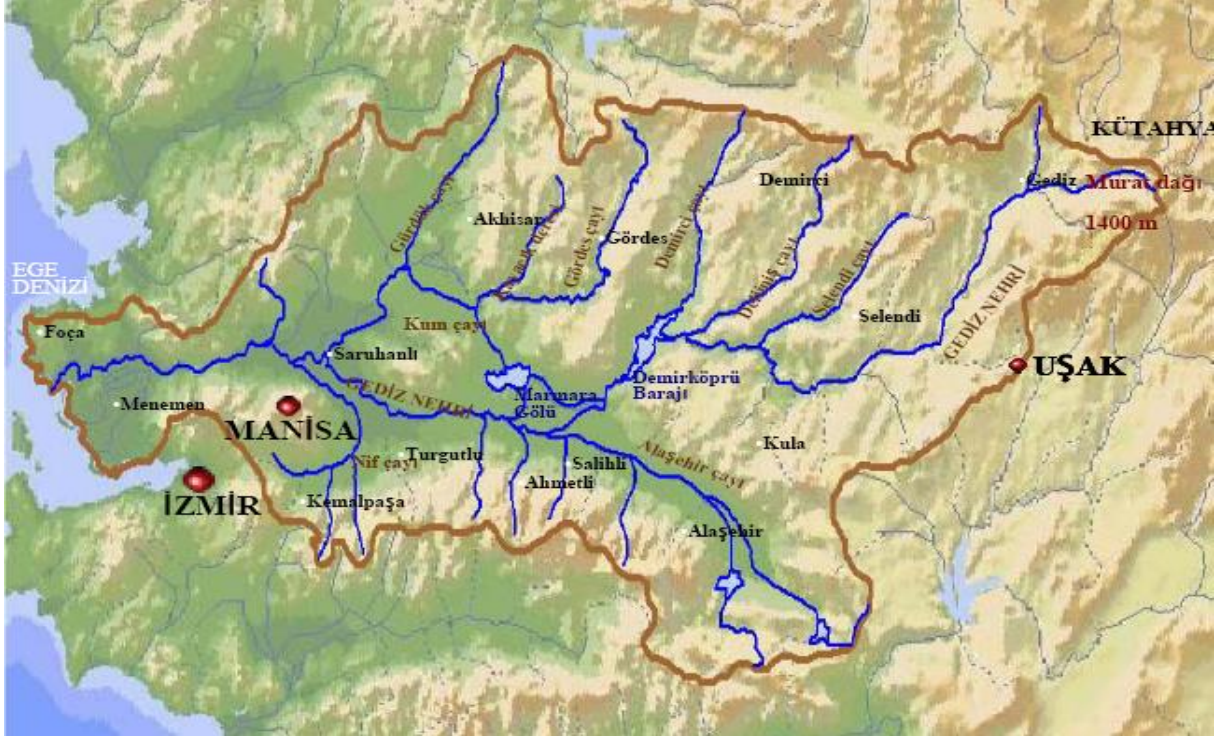 KÜTAHYA
Gediz
Murat dağı
1400 m
Demirci
Akhisar
Gürdük çayı
Gördes çayı
Gördes
Demirci çayı
EGE
DENİZİ
Deliniş çayı
Selendi çayı
Selendi
GEDİZ NEHRİ
Foça
Kum çayı
Saruhanlı
UŞAK
GEDİZ NEHRİ
Marmara
Gölü
Demirköprü
Barajı
Menemen
MANİSA
Nif çayı
Turgutlu
Salihli
Ahmetli
Alaşehir çayı
Kula
İZMİR
Kemalpaşa
Alaşehir